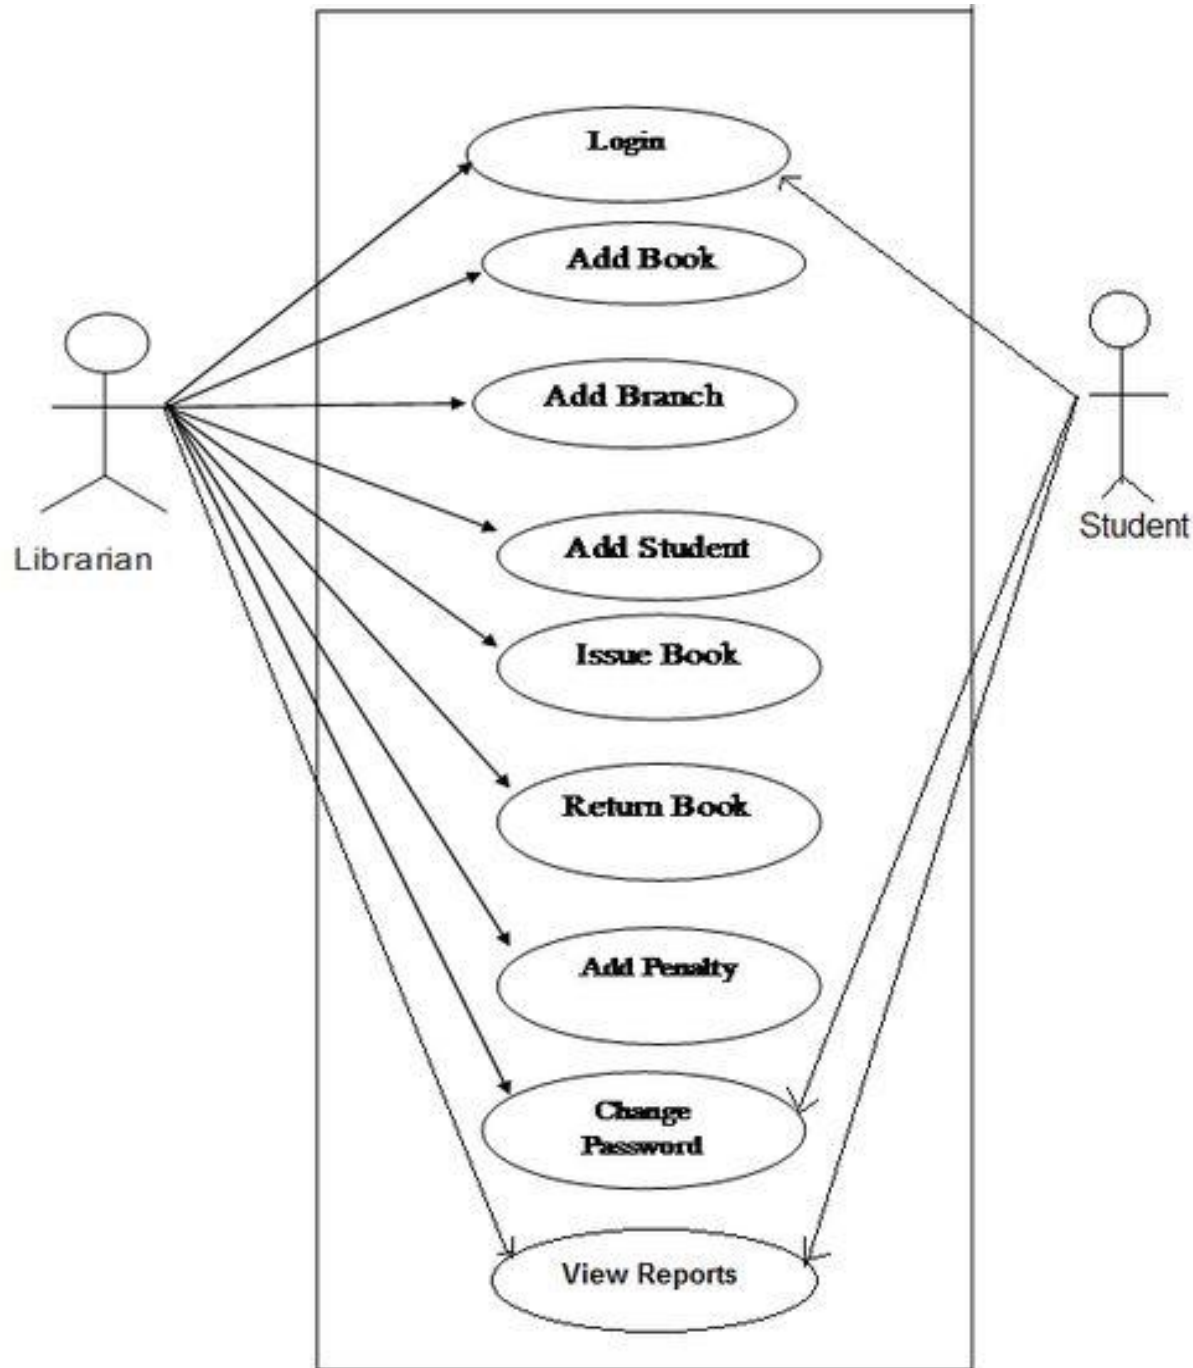 Login
Add Book
Add Branch
Add Student
Issue Book
Return Book
Add Penalty
Change
Password
View Reports
Librarian
Student